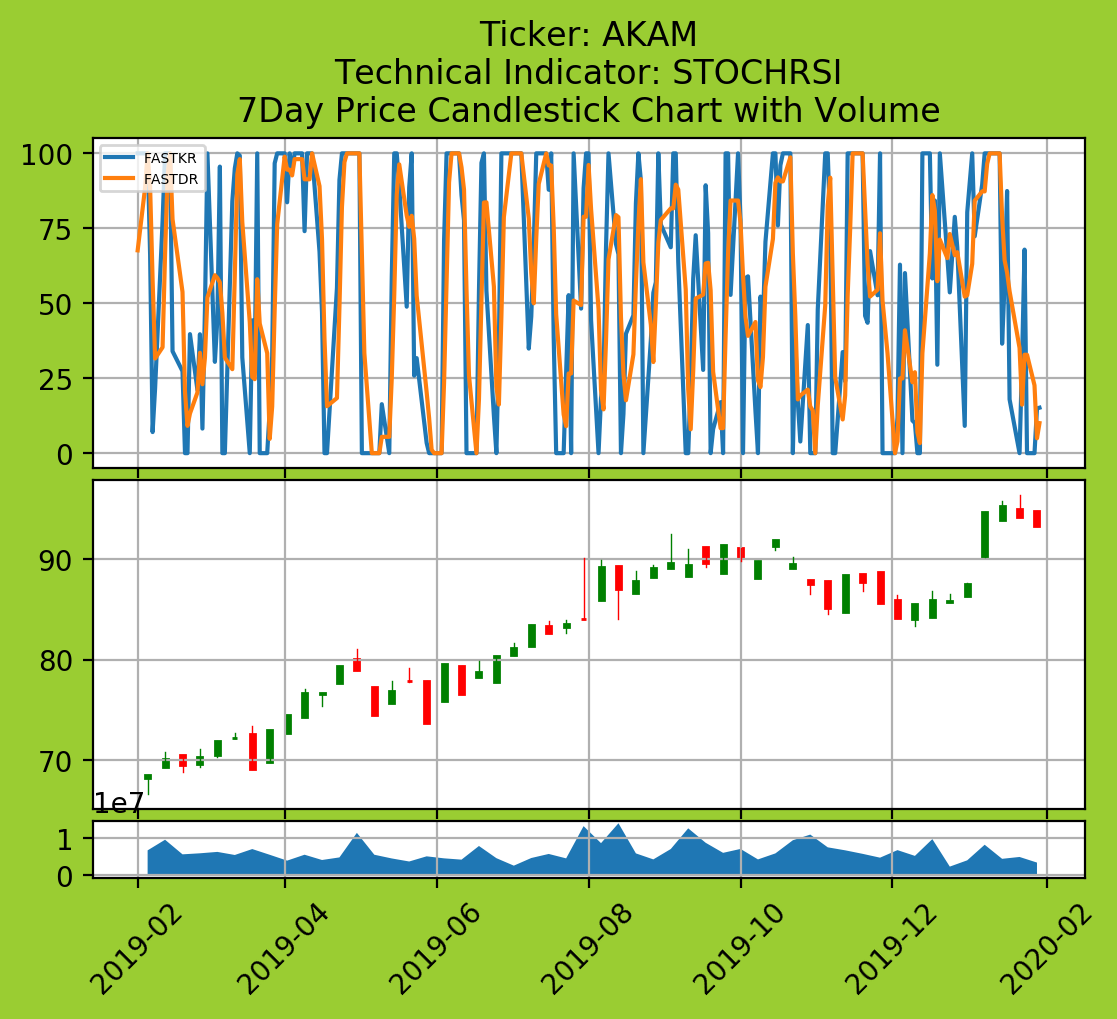 Ticker: AKAM
Technical Indicator: STOCHRSI
7Day Price Candlestick Chart with Volume
100
75
50
25
0
FASTKR
FASTDR
90
80
70
1e7
1
0
2019-02
2019-04
2019-06
2019-08
2019-10
2019-12
2020-02